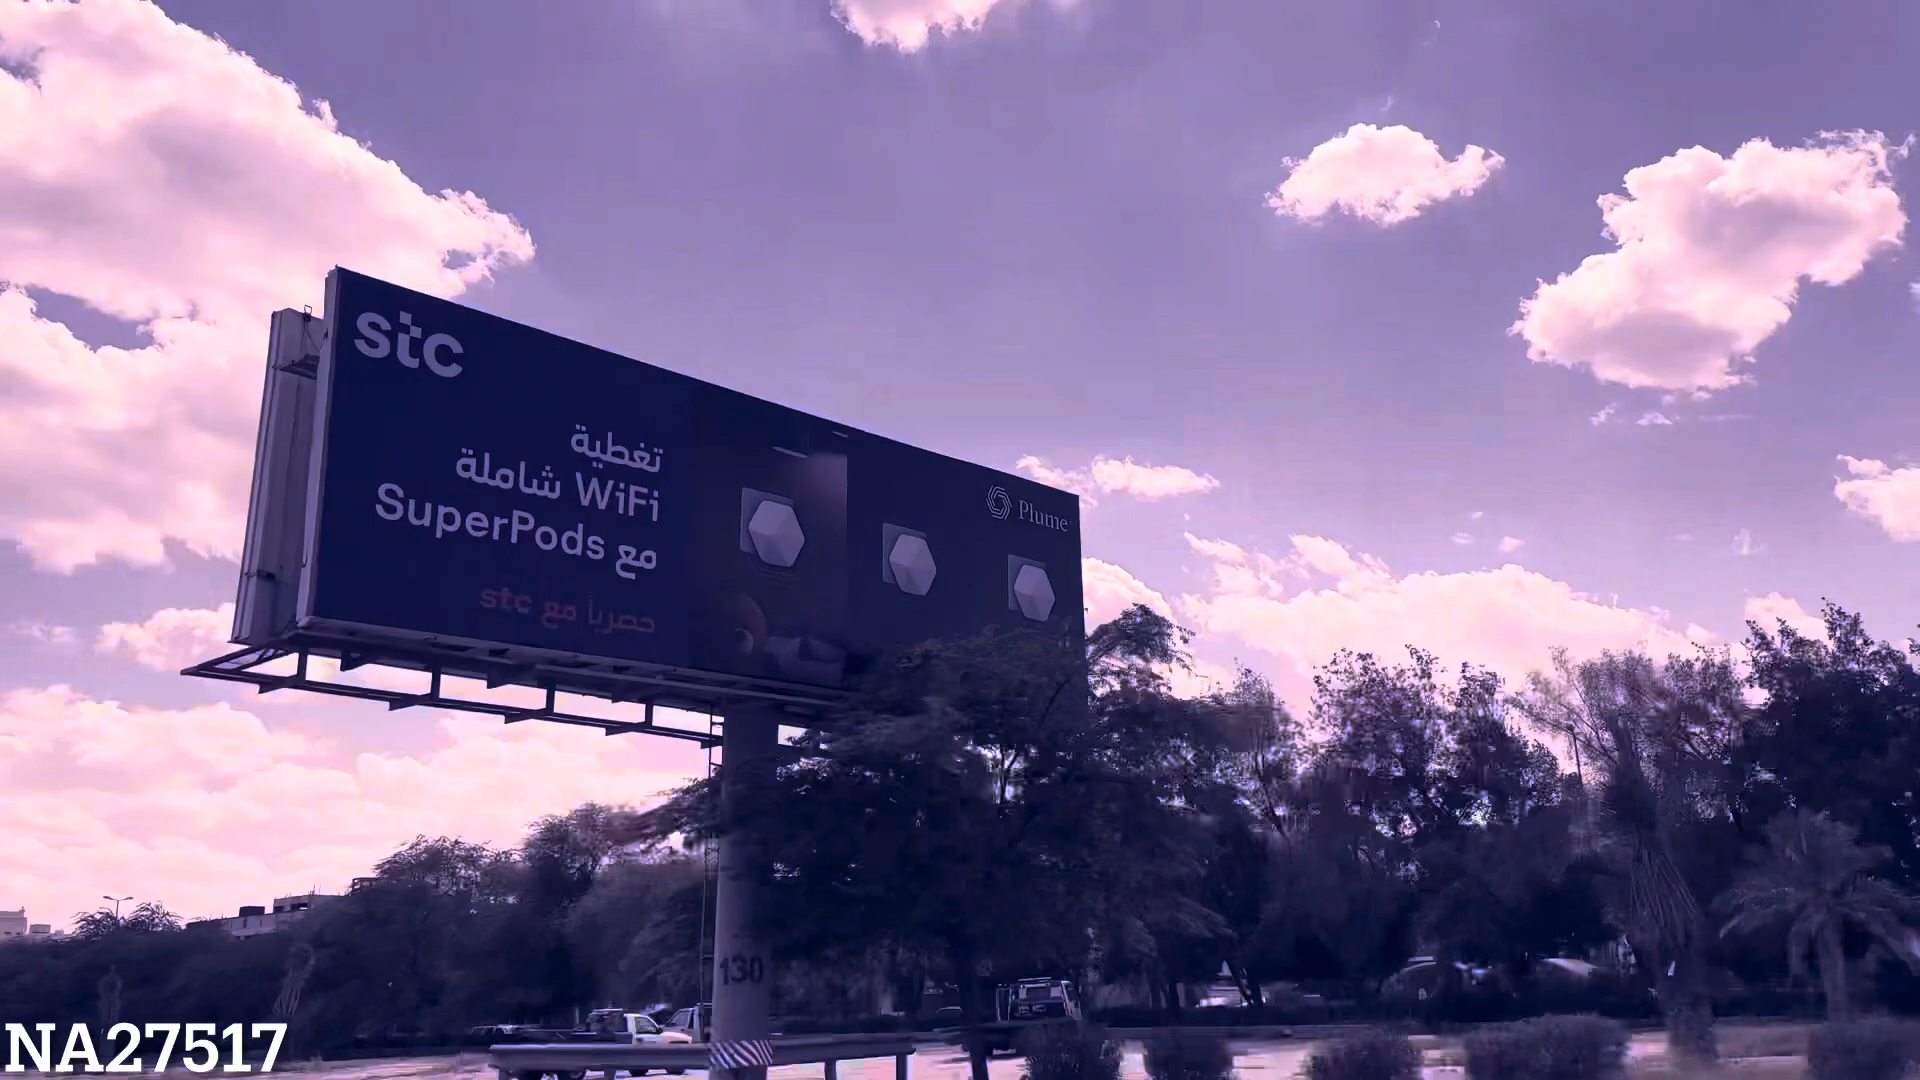 stc
تغطية
WiFi شاملة
مع SuperPods
حصرياً مع stc
Plume
130
NA27517